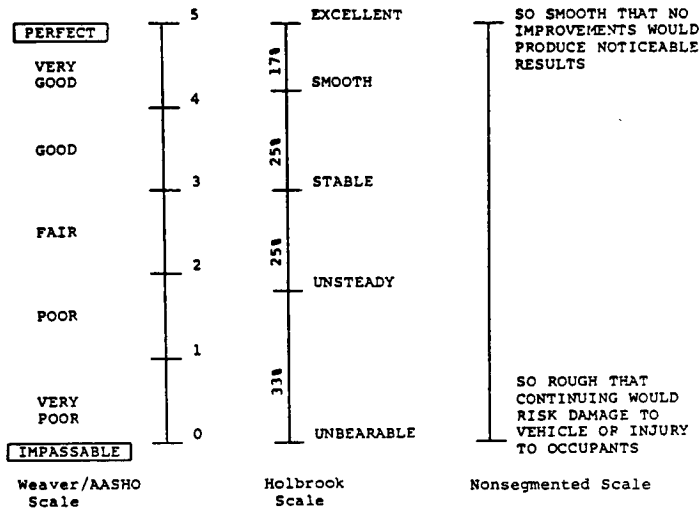 PERFECT
VERY
GOOD
GOOD
FAIR
POOR
VERY
POOR
IMPASSABLE
5
4
3
2
1
0
Weaver/AASHO
Scale
EXCELLENT
17%
SMOOTH
25%
STABLE
25%
UNSTEADY
33%
UNBEARABLE
Holbrook
Scale
SO SMOOTH THAT NO
IMPROVEMENTS WOULD
PRODUCE NOTICEABLE
RESULTS
SO ROUGH THAT
CONTINUING WOULD
RISK DAMAGE TO
VEHICLE OR INJURY
TO OCCUPANTS
Nonsegmented Scale